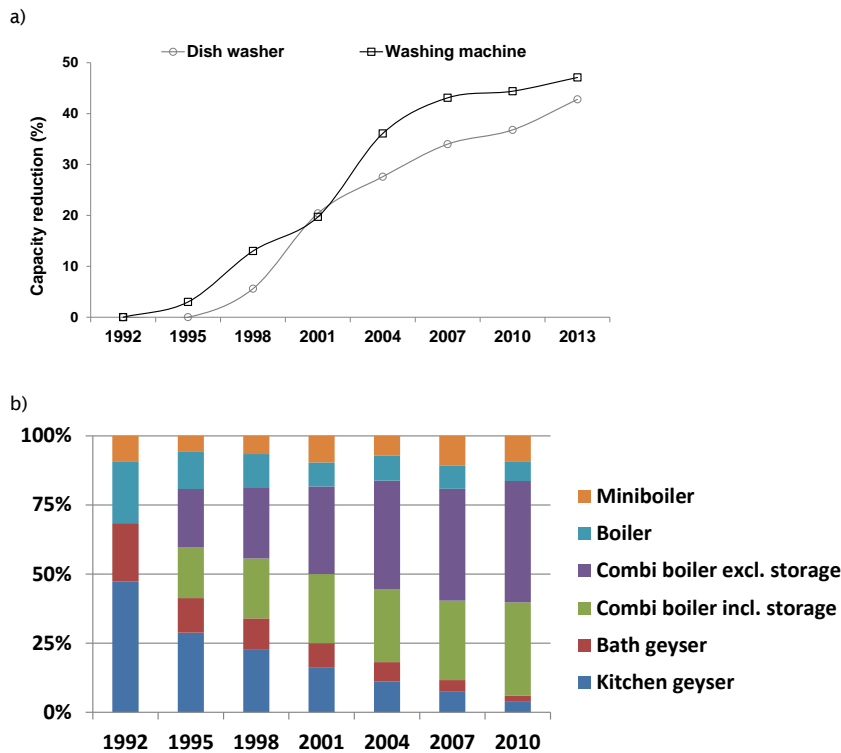 a)
Dish washer Washing machine
Capacity reduction (%)
50
40
30
20
10
0
1992 1995 1998 2001 2004 2007 2010 2013
b)
100%
75%
50%
25%
0%
1992 1995 1998 2001 2004 2007 2010
Miniboiler
Boiler
Combi boiler excl. storage
Combi boiler incl. storage
Bath geyser
Kitchen geyser